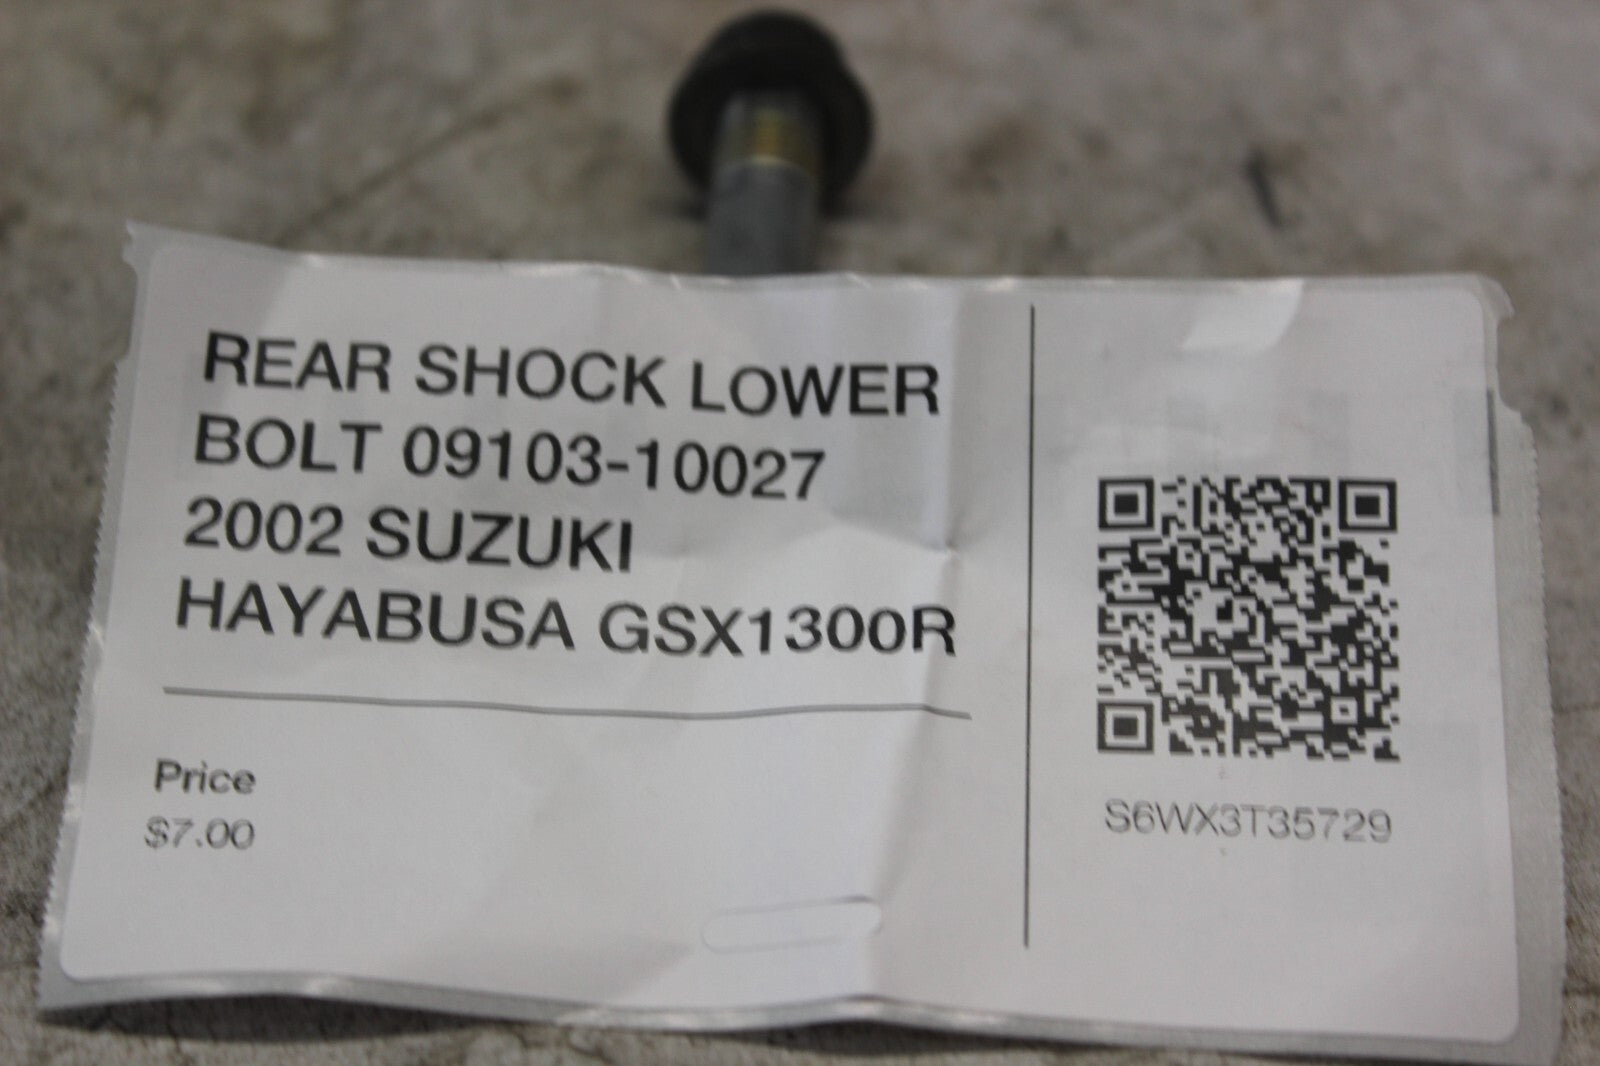 REAR SHOCK LOWER
BOLT 09103-10027
2002 SUZUKI
HAYABUSA GSX1300R
Price
$7.00
S6WX3T35729